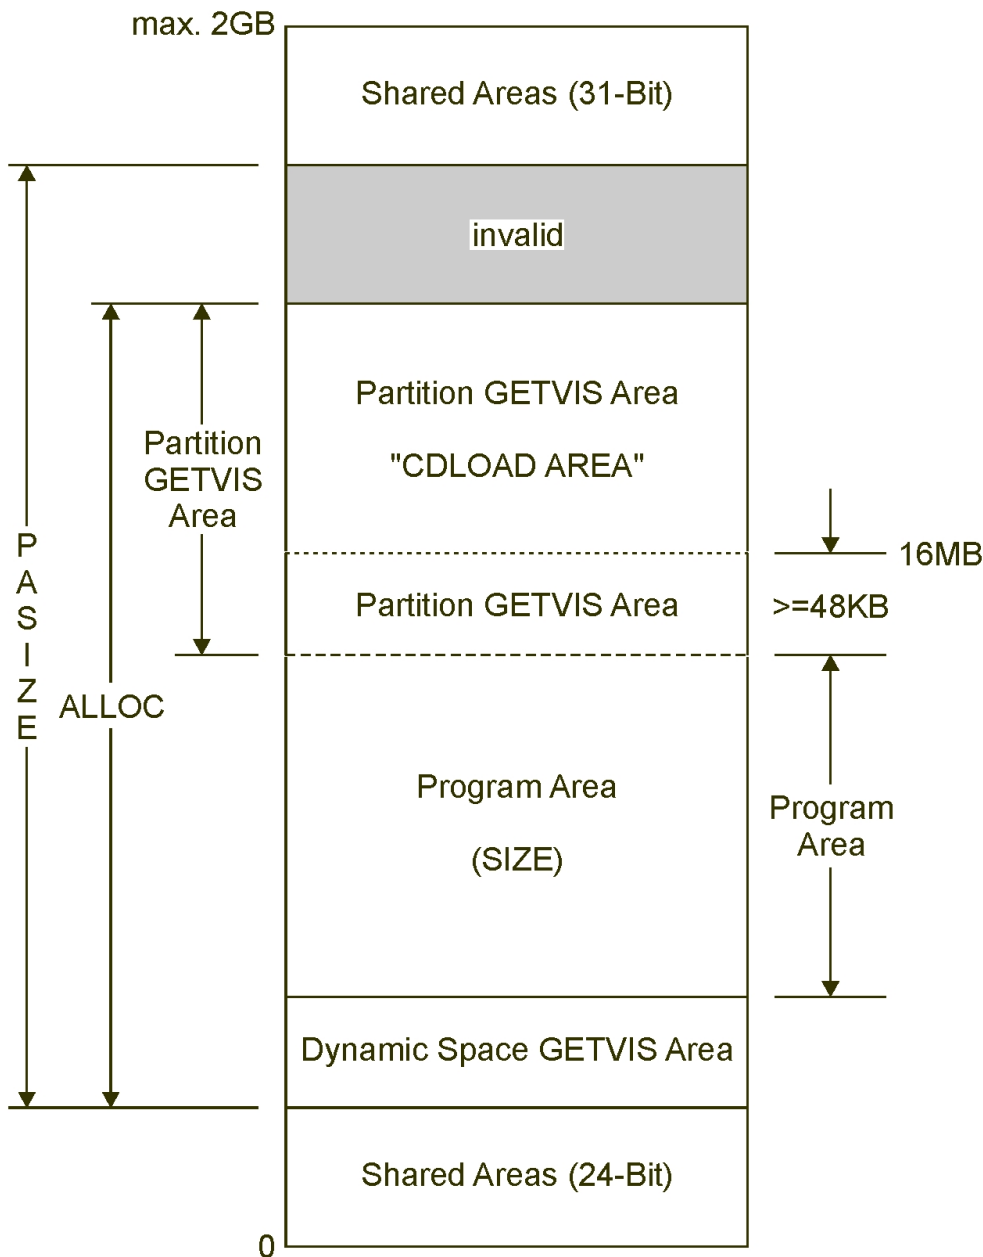 max. 2GB
Shared Areas (31-Bit)
invalid
Partition GETVIS Area
"CDLOAD AREA"
Partition
GETVIS
Area
16MB
Partition GETVIS Area
>=48KB
P
A
S
I
Z
E
ALLOC
Program Area
(SIZE)
Program
Area
Dynamic Space GETVIS Area
Shared Areas (24-Bit)
0